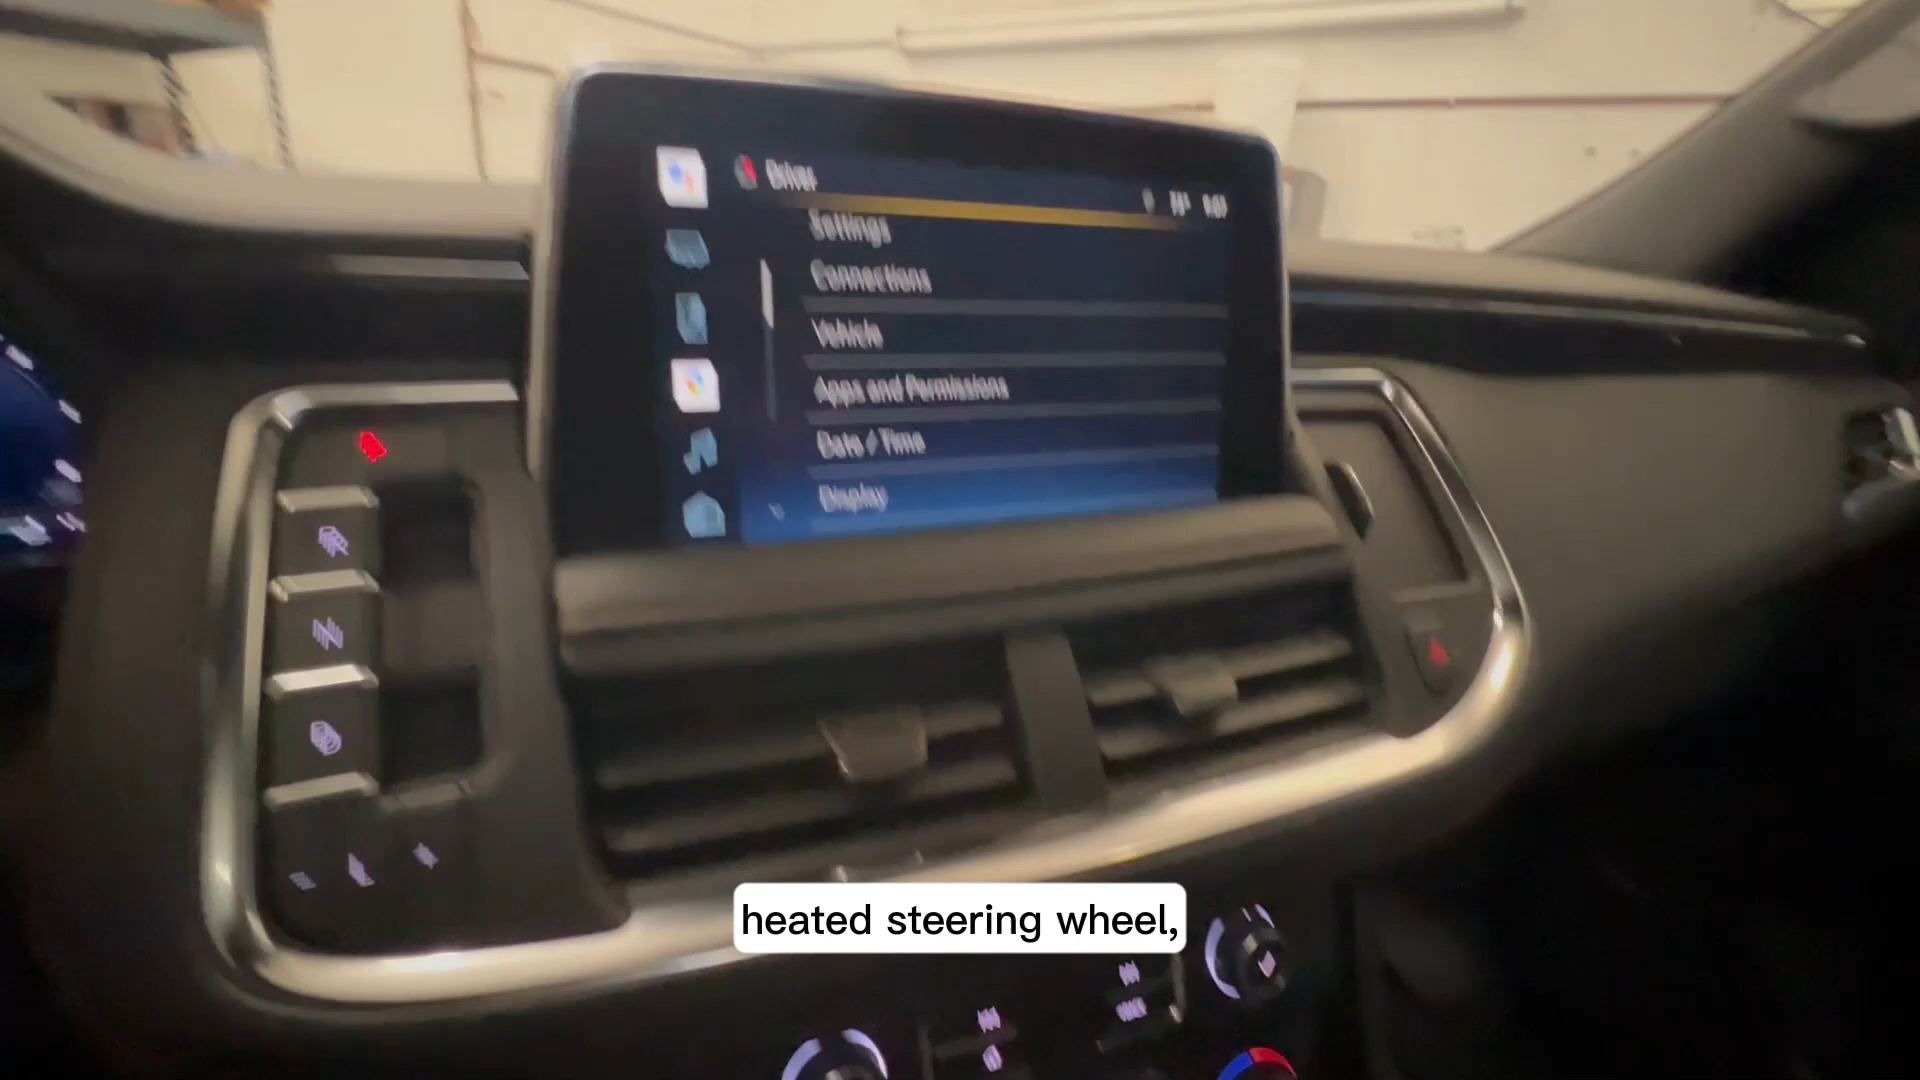 Driver
Settings
Connections
Vehicle
Apps and Permissions
Date / Time
Display
heated steering wheel,